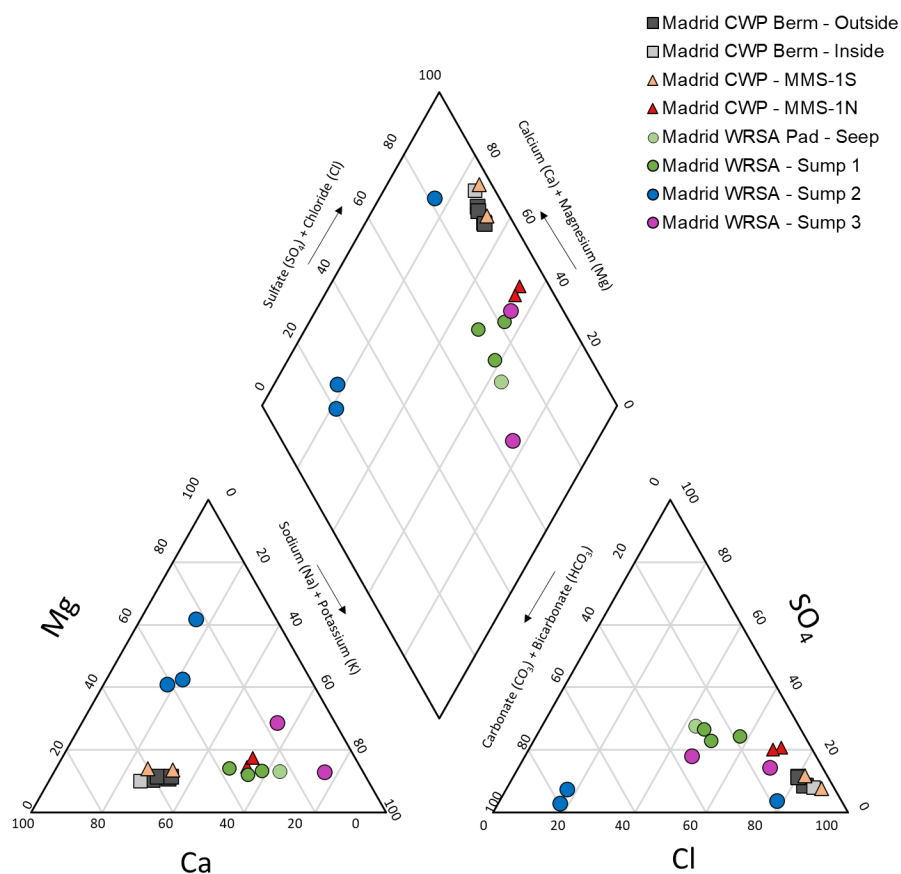 Madrid CWP Berm - Outside
Madrid CWP Berm - Inside
Madrid CWP - MMS-1S
Madrid CWP - MMS-1N
Madrid WRSA Pad - Seep
Madrid WRSA - Sump 1
Madrid WRSA - Sump 2
Madrid WRSA - Sump 3
100
80
60
40
20
0
Sulfate (SO₄) + Chloride (Cl)
80
60
40
20
0
Calcium (Ca) + Magnesium (Mg)
Sodium (Na) + Potassium (K)
Carbonate (CO₃) + Bicarbonate (HCO₃)
Mg
100
80
60
40
20
0
0
20
40
60
80
100
100
80
60
40
20
0
Ca
0
20
40
60
80
100
100
80
60
40
20
0
SO₄
0
20
40
60
80
100
Cl